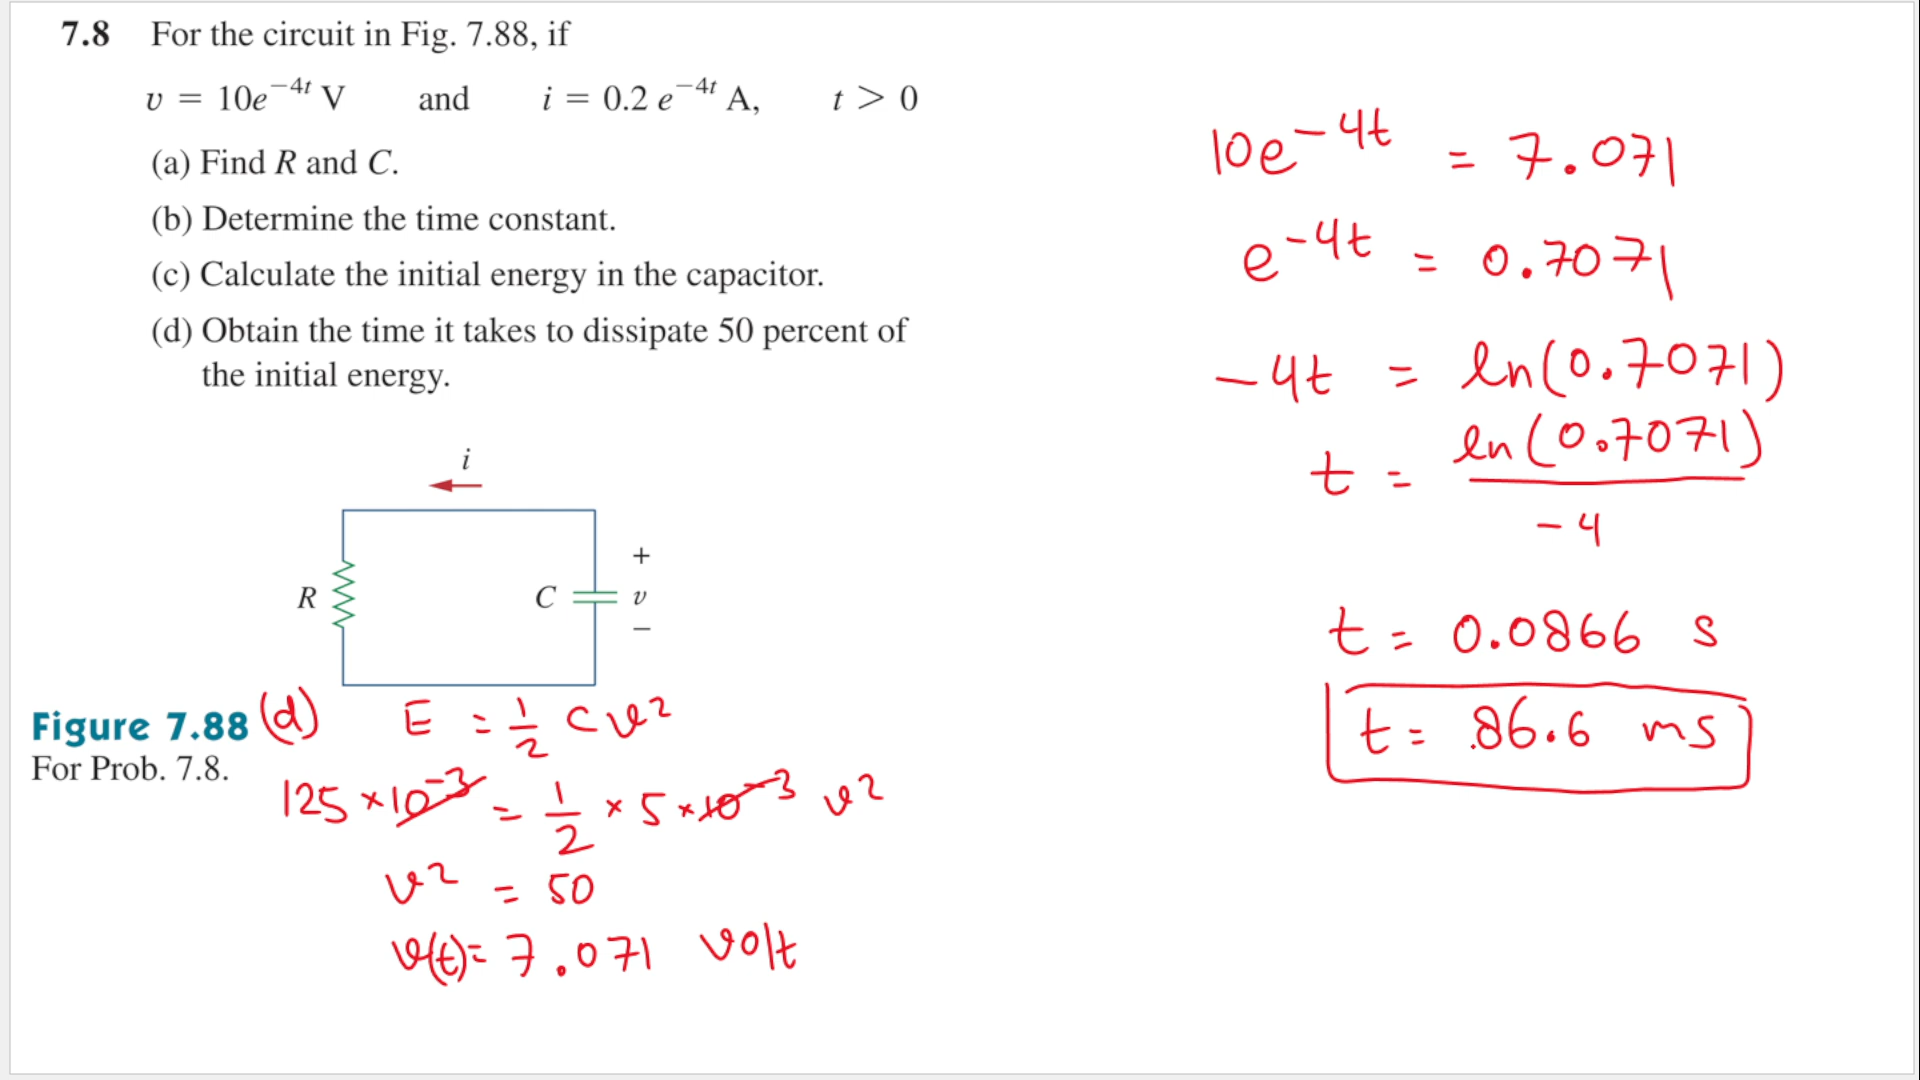 7.8 For the circuit in Fig. 7.88, if
v = 10e^{−4t} V and i = 0.2 e^{−4t} A, t > 0
(a) Find R and C.
(b) Determine the time constant.
(c) Calculate the initial energy in the capacitor.
(d) Obtain the time it takes to dissipate 50 percent of
the initial energy.
i
R
C
+
v
−
Figure 7.88
For Prob. 7.8.
(d) E = 1/2 C v²
125 × 10^{-3} = 1/2 × 5 × 10^{-3} v²
v² = 50
v(t) = 7.071 volt
10e^{-4t} = 7.071
e^{-4t} = 0.7071
-4t = ln(0.7071)
t = ln(0.7071) / -4
t = 0.0866 s
t = 86.6 ms